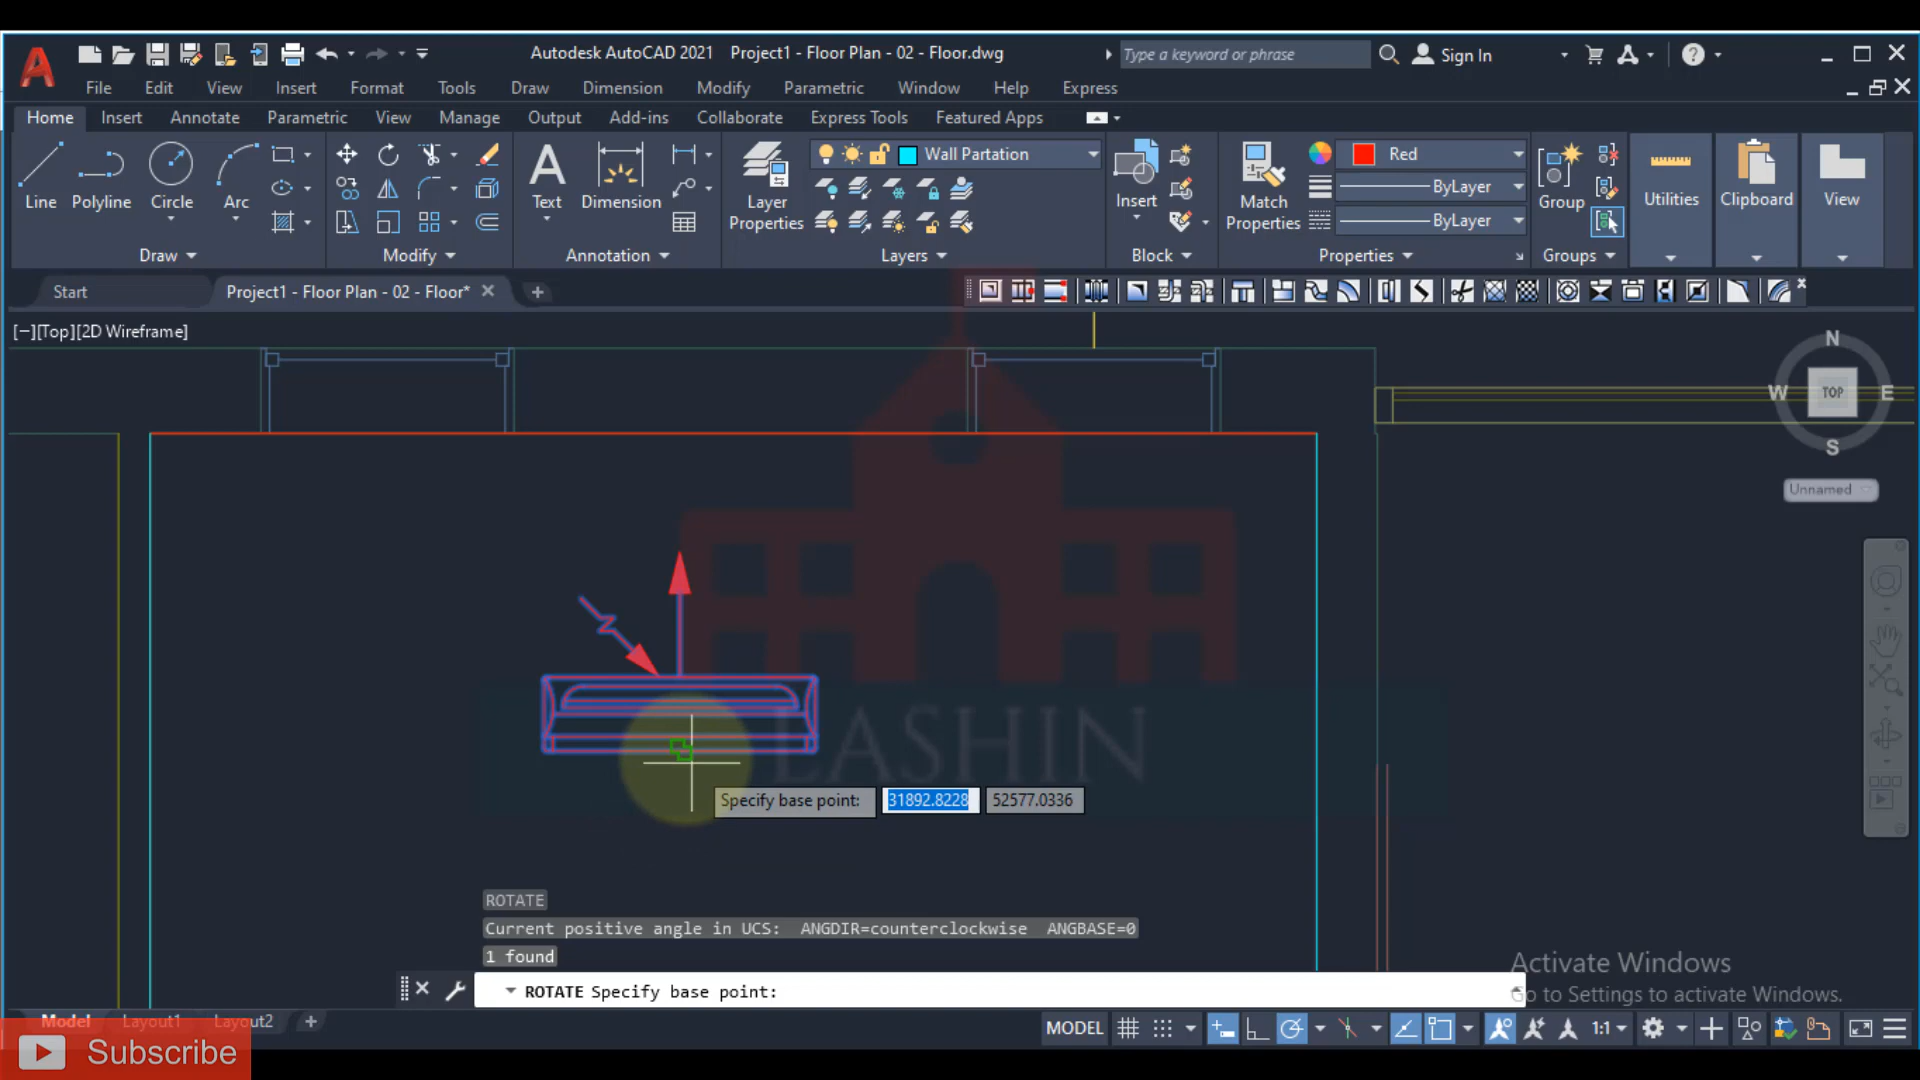 Autodesk AutoCAD 2021 Project1 - Floor Plan - 02 - Floor.dwg
Type a keyword or phrase
Sign In
File Edit View Insert Format Tools Draw Dimension Modify Parametric Window Help Express
Home Insert Annotate Parametric View Manage Output Add-ins Collaborate Express Tools Featured Apps
Wall Partation
Red
Line Polyline Circle Arc
Text Dimension
Layer Properties
Insert
Match Properties
ByLayer
ByLayer
Group
Utilities
Clipboard
View
Draw Modify Annotation Layers Block Properties Groups
Start
Project1 - Floor Plan - 02 - Floor*
[−][Top][2D Wireframe]
N
W TOP E
S
Unnamed
LASHIN
Specify base point: 31892.8228 52577.0336
ROTATE
Current positive angle in UCS: ANGDIR=counterclockwise ANGBASE=0
1 found
ROTATE Specify base point:
Activate Windows
Go to Settings to activate Windows.
Model Layout1 Layout2
MODEL
1:1
Subscribe